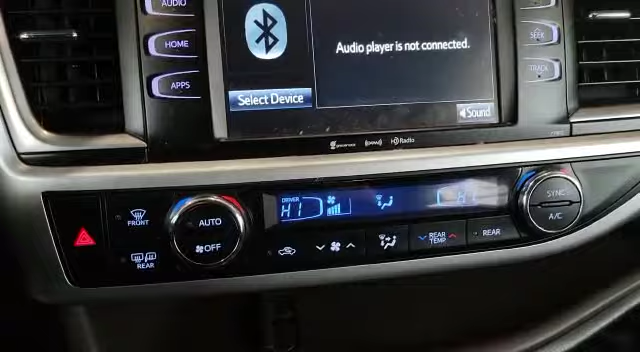 AUDIO
HOME
APPS
Audio player is not connected.
Select Device
Sound
SEEK
TRACK
HD Radio
FRONT
REAR
AUTO
OFF
DRIVER
HI
REAR
TEMP
REAR
SYNC
A/C